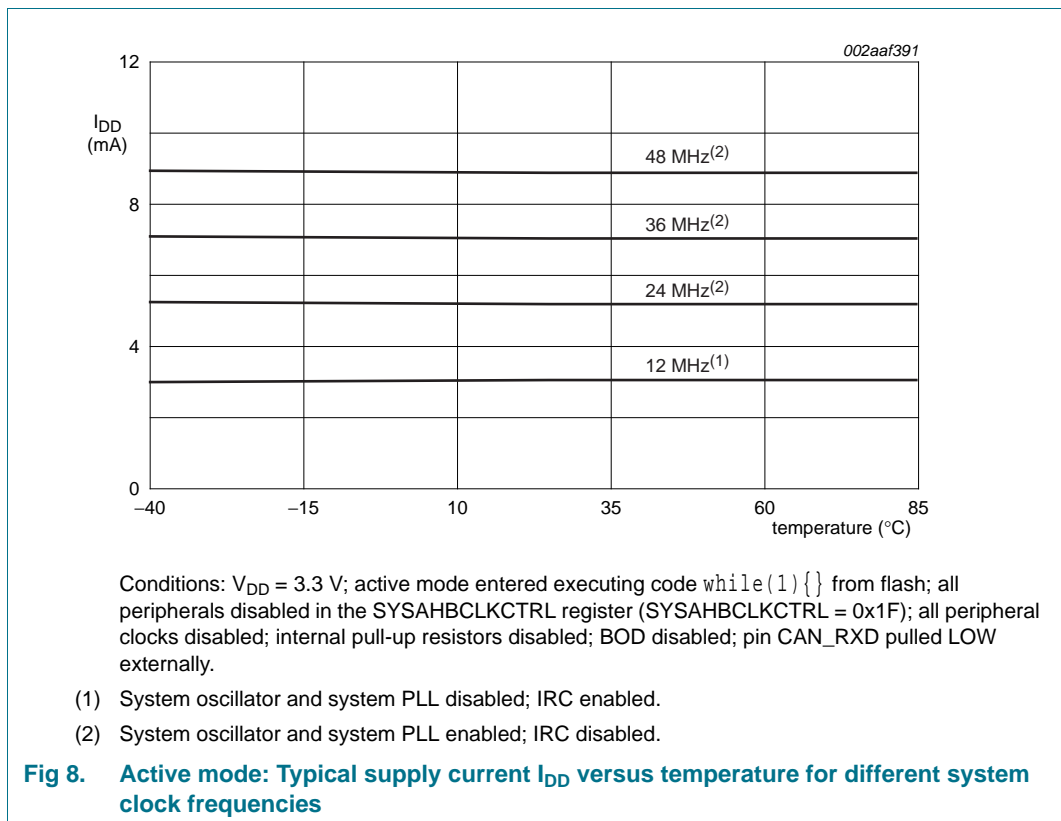 002aaf391
12
I_DD
(mA)
48 MHz(2)
8
36 MHz(2)
24 MHz(2)
4
12 MHz(1)
0
−40
−15
10
35
60
85
temperature (°C)
Conditions: V_DD = 3.3 V; active mode entered executing code while(1){} from flash; all
peripherals disabled in the SYSAHBCLKCTRL register (SYSAHBCLKCTRL = 0x1F); all peripheral
clocks disabled; internal pull-up resistors disabled; BOD disabled; pin CAN_RXD pulled LOW
externally.
(1) System oscillator and system PLL disabled; IRC enabled.
(2) System oscillator and system PLL enabled; IRC disabled.
Fig 8. Active mode: Typical supply current I_DD versus temperature for different system
clock frequencies